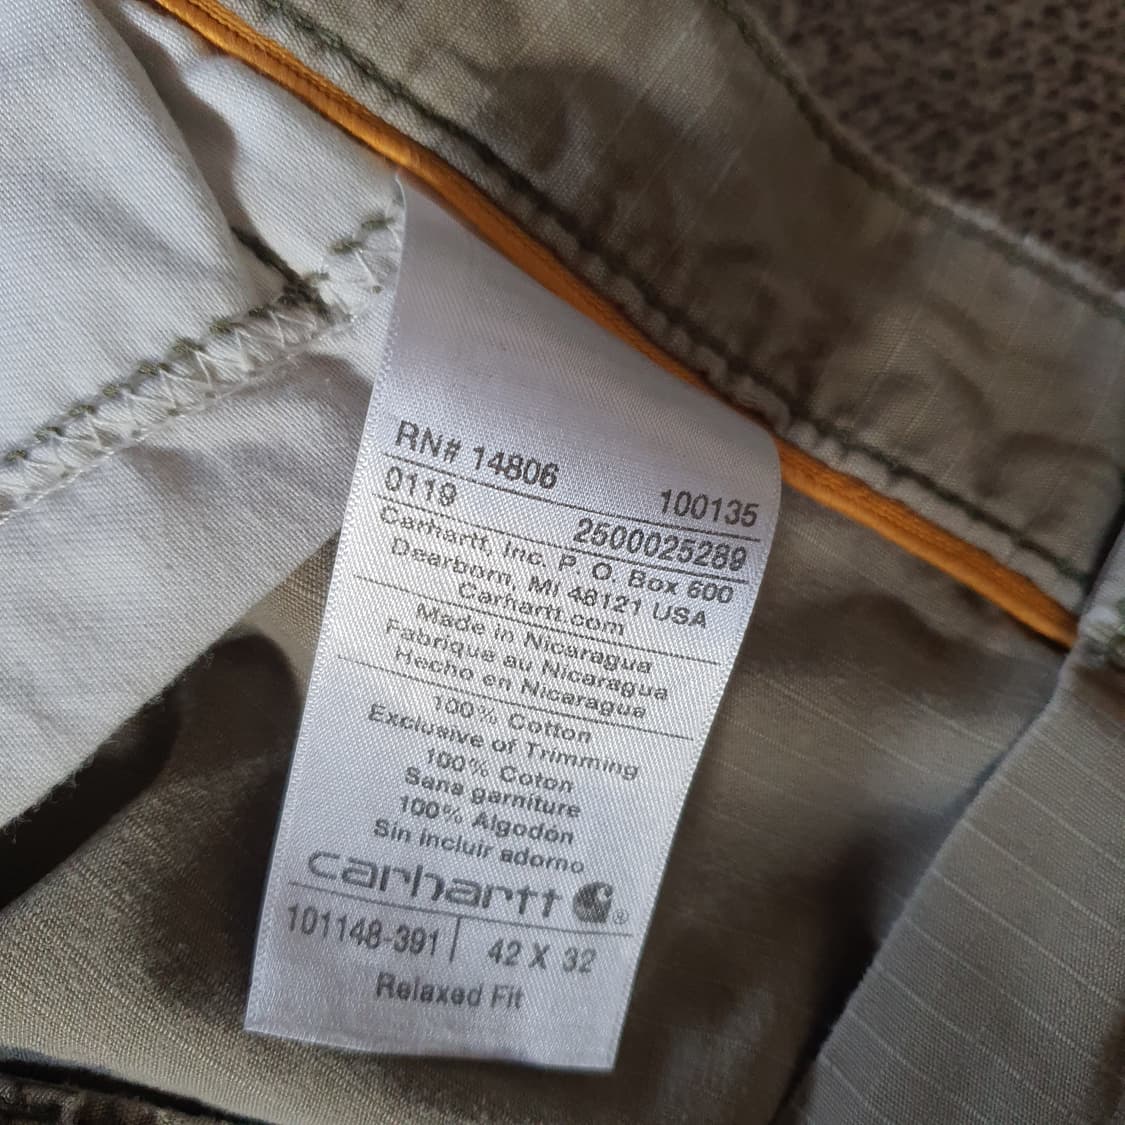 RN# 14806
100135
0119
2500025289
Carhartt, Inc. P. O. Box 600
Dearborn, MI 48121 USA
Carhartt.com
Made in Nicaragua
Fabrique au Nicaragua
Hecho en Nicaragua
100% Cotton
Exclusive of Trimming
100% Coton
Sans garniture
100% Algodón
Sin incluir adorno
carhartt ®
101148-391 | 42 X 32
Relaxed Fit